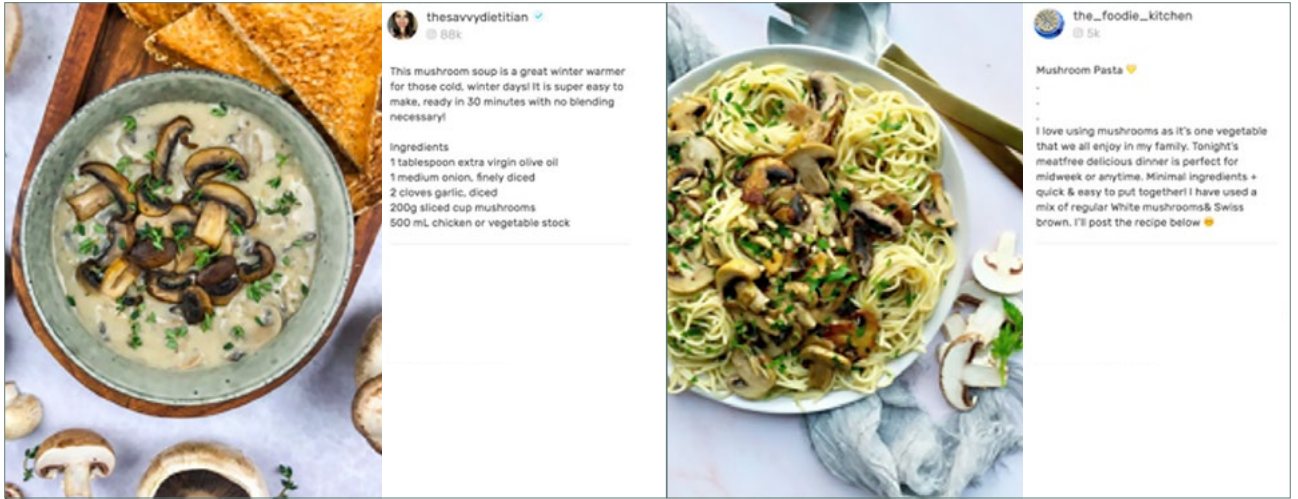 thesavvydietitian
88k
This mushroom soup is a great winter warmer
for those cold, winter days! It is super easy to
make, ready in 30 minutes with no blending
necessary!
Ingredients
1 tablespoon extra virgin olive oil
1 medium onion, finely diced
2 cloves garlic, diced
200g sliced cup mushrooms
500 mL chicken or vegetable stock
the_foodie_kitchen
5k
Mushroom Pasta 💛
.
.
.
I love using mushrooms as it's one vegetable
that we all enjoy in my family. Tonight's
meatfree delicious dinner is perfect for
midweek or anytime. Minimal ingredients +
quick & easy to put together! I have used a
mix of regular White mushrooms& Swiss
brown. I'll post the recipe below 😊